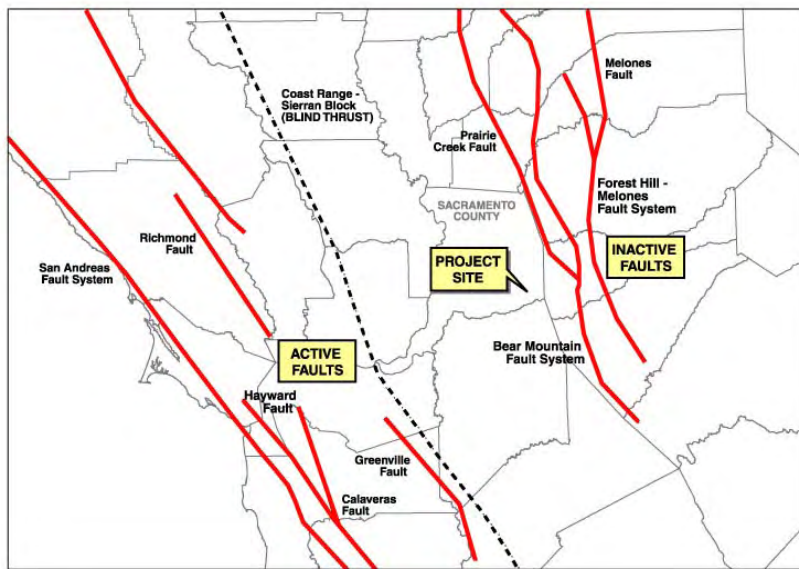 Coast Range -
Sierran Block
(BLIND THRUST)
Melones
Fault
Prairie
Creek Fault
Forest Hill -
Melones
Fault System
SACRAMENTO
COUNTY
Richmond
Fault
San Andreas
Fault System
PROJECT
SITE
INACTIVE
FAULTS
Bear Mountain
Fault System
ACTIVE
FAULTS
Hayward
Fault
Greenville
Fault
Calaveras
Fault